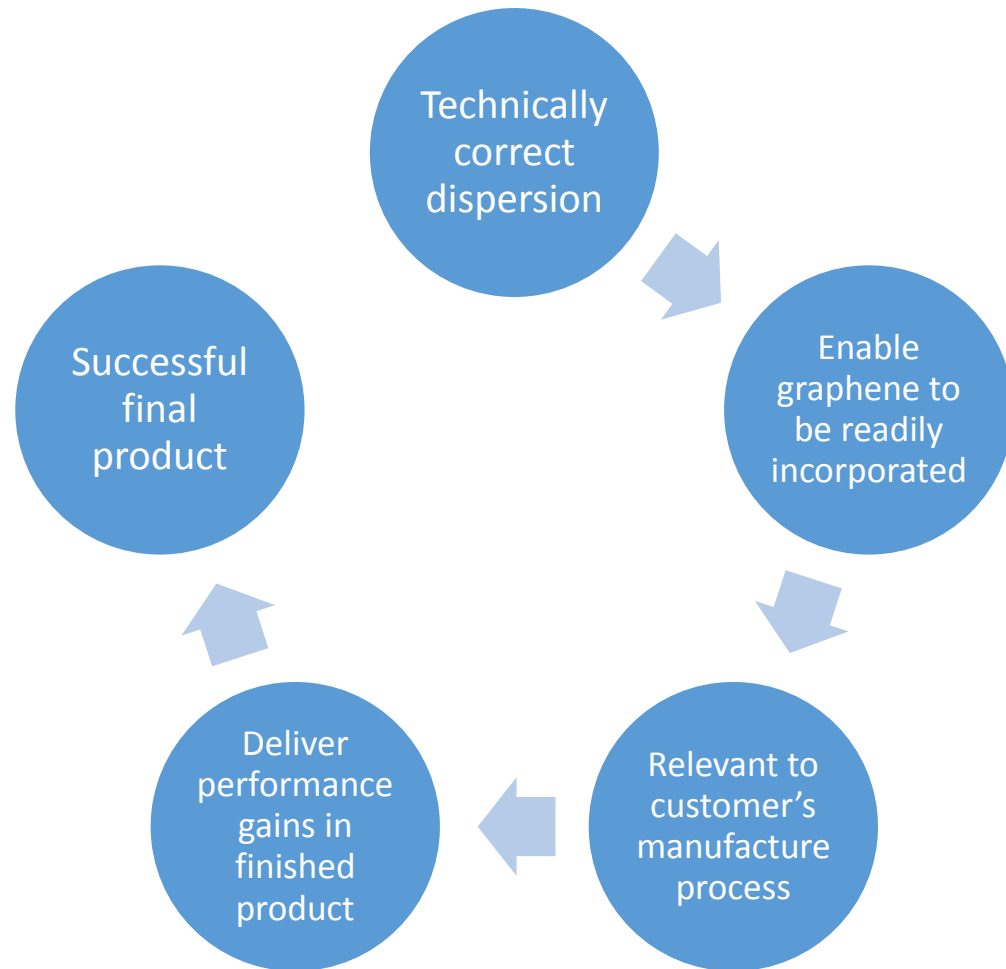 Technically
correct
dispersion
Enable
graphene to
be readily
incorporated
Relevant to
customer’s
manufacture
process
Deliver
performance
gains in
finished
product
Successful
final
product